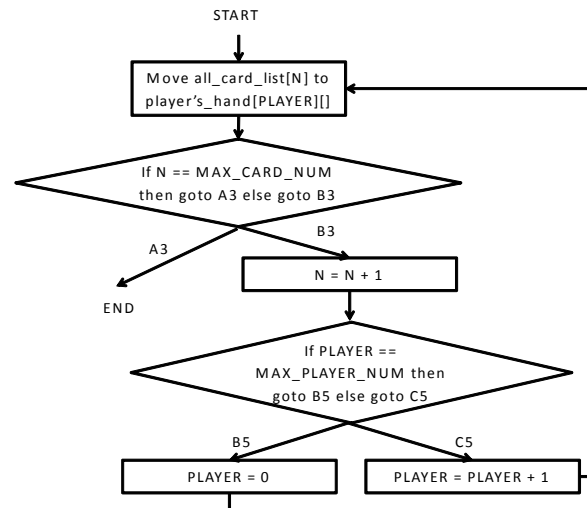 START
Move all_card_list[N] to
player's_hand[PLAYER][]
If N == MAX_CARD_NUM
then goto A3 else goto B3
A3
B3
END
N = N + 1
If PLAYER ==
MAX_PLAYER_NUM then
goto B5 else goto C5
B5
C5
PLAYER = 0
PLAYER = PLAYER + 1